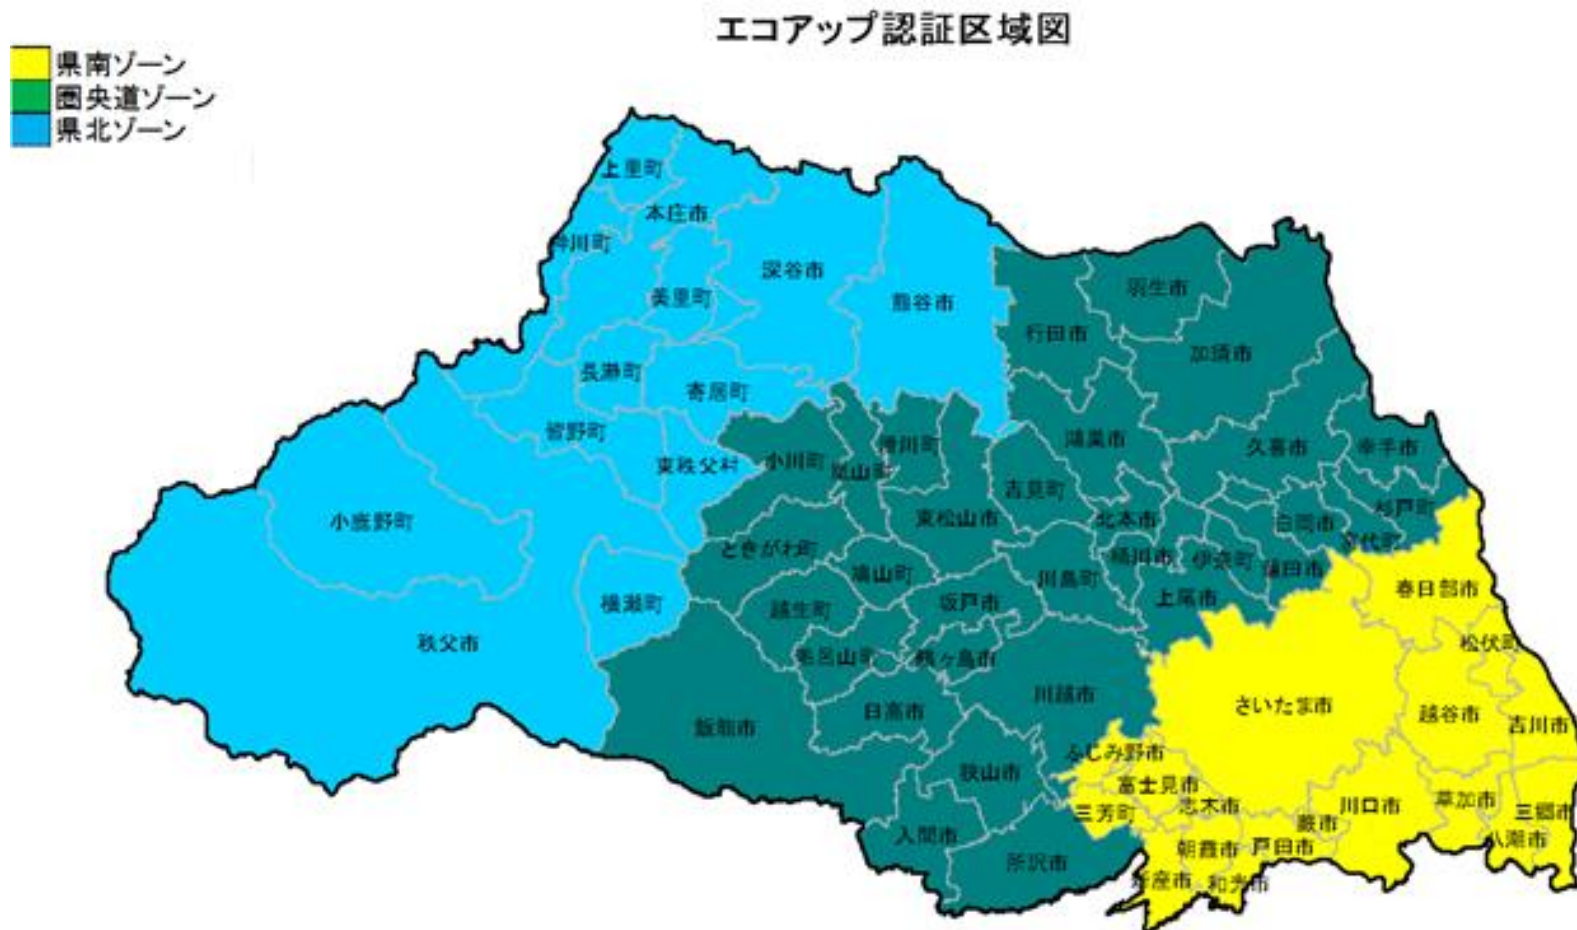 エコアップ認証区域図
県南ゾーン
圏央道ゾーン
県北ゾーン
上里町
本庄市
神川町
深谷市
美里町
熊谷市
羽生市
行田市
加須市
長瀞町
寄居町
皆野町
鴻巣市
久喜市
幸手市
東秩父村
小川町
嵐山町
滑川町
吉見町
小鹿野町
東松山市
北本市
白岡市
杉戸町
宮代町
ときがわ町
鳩山町
川島町
桶川市
伊奈町
蓮田市
春日部市
横瀬町
越生町
坂戸市
上尾市
秩父市
毛呂山町
鶴ヶ島市
松伏町
川越市
さいたま市
越谷市
吉川市
飯能市
日高市
ふじみ野市
狭山市
富士見市
三芳町
志木市
川口市
草加市
三郷市
蕨市
入間市
所沢市
朝霞市
戸田市
八潮市
新座市
和光市